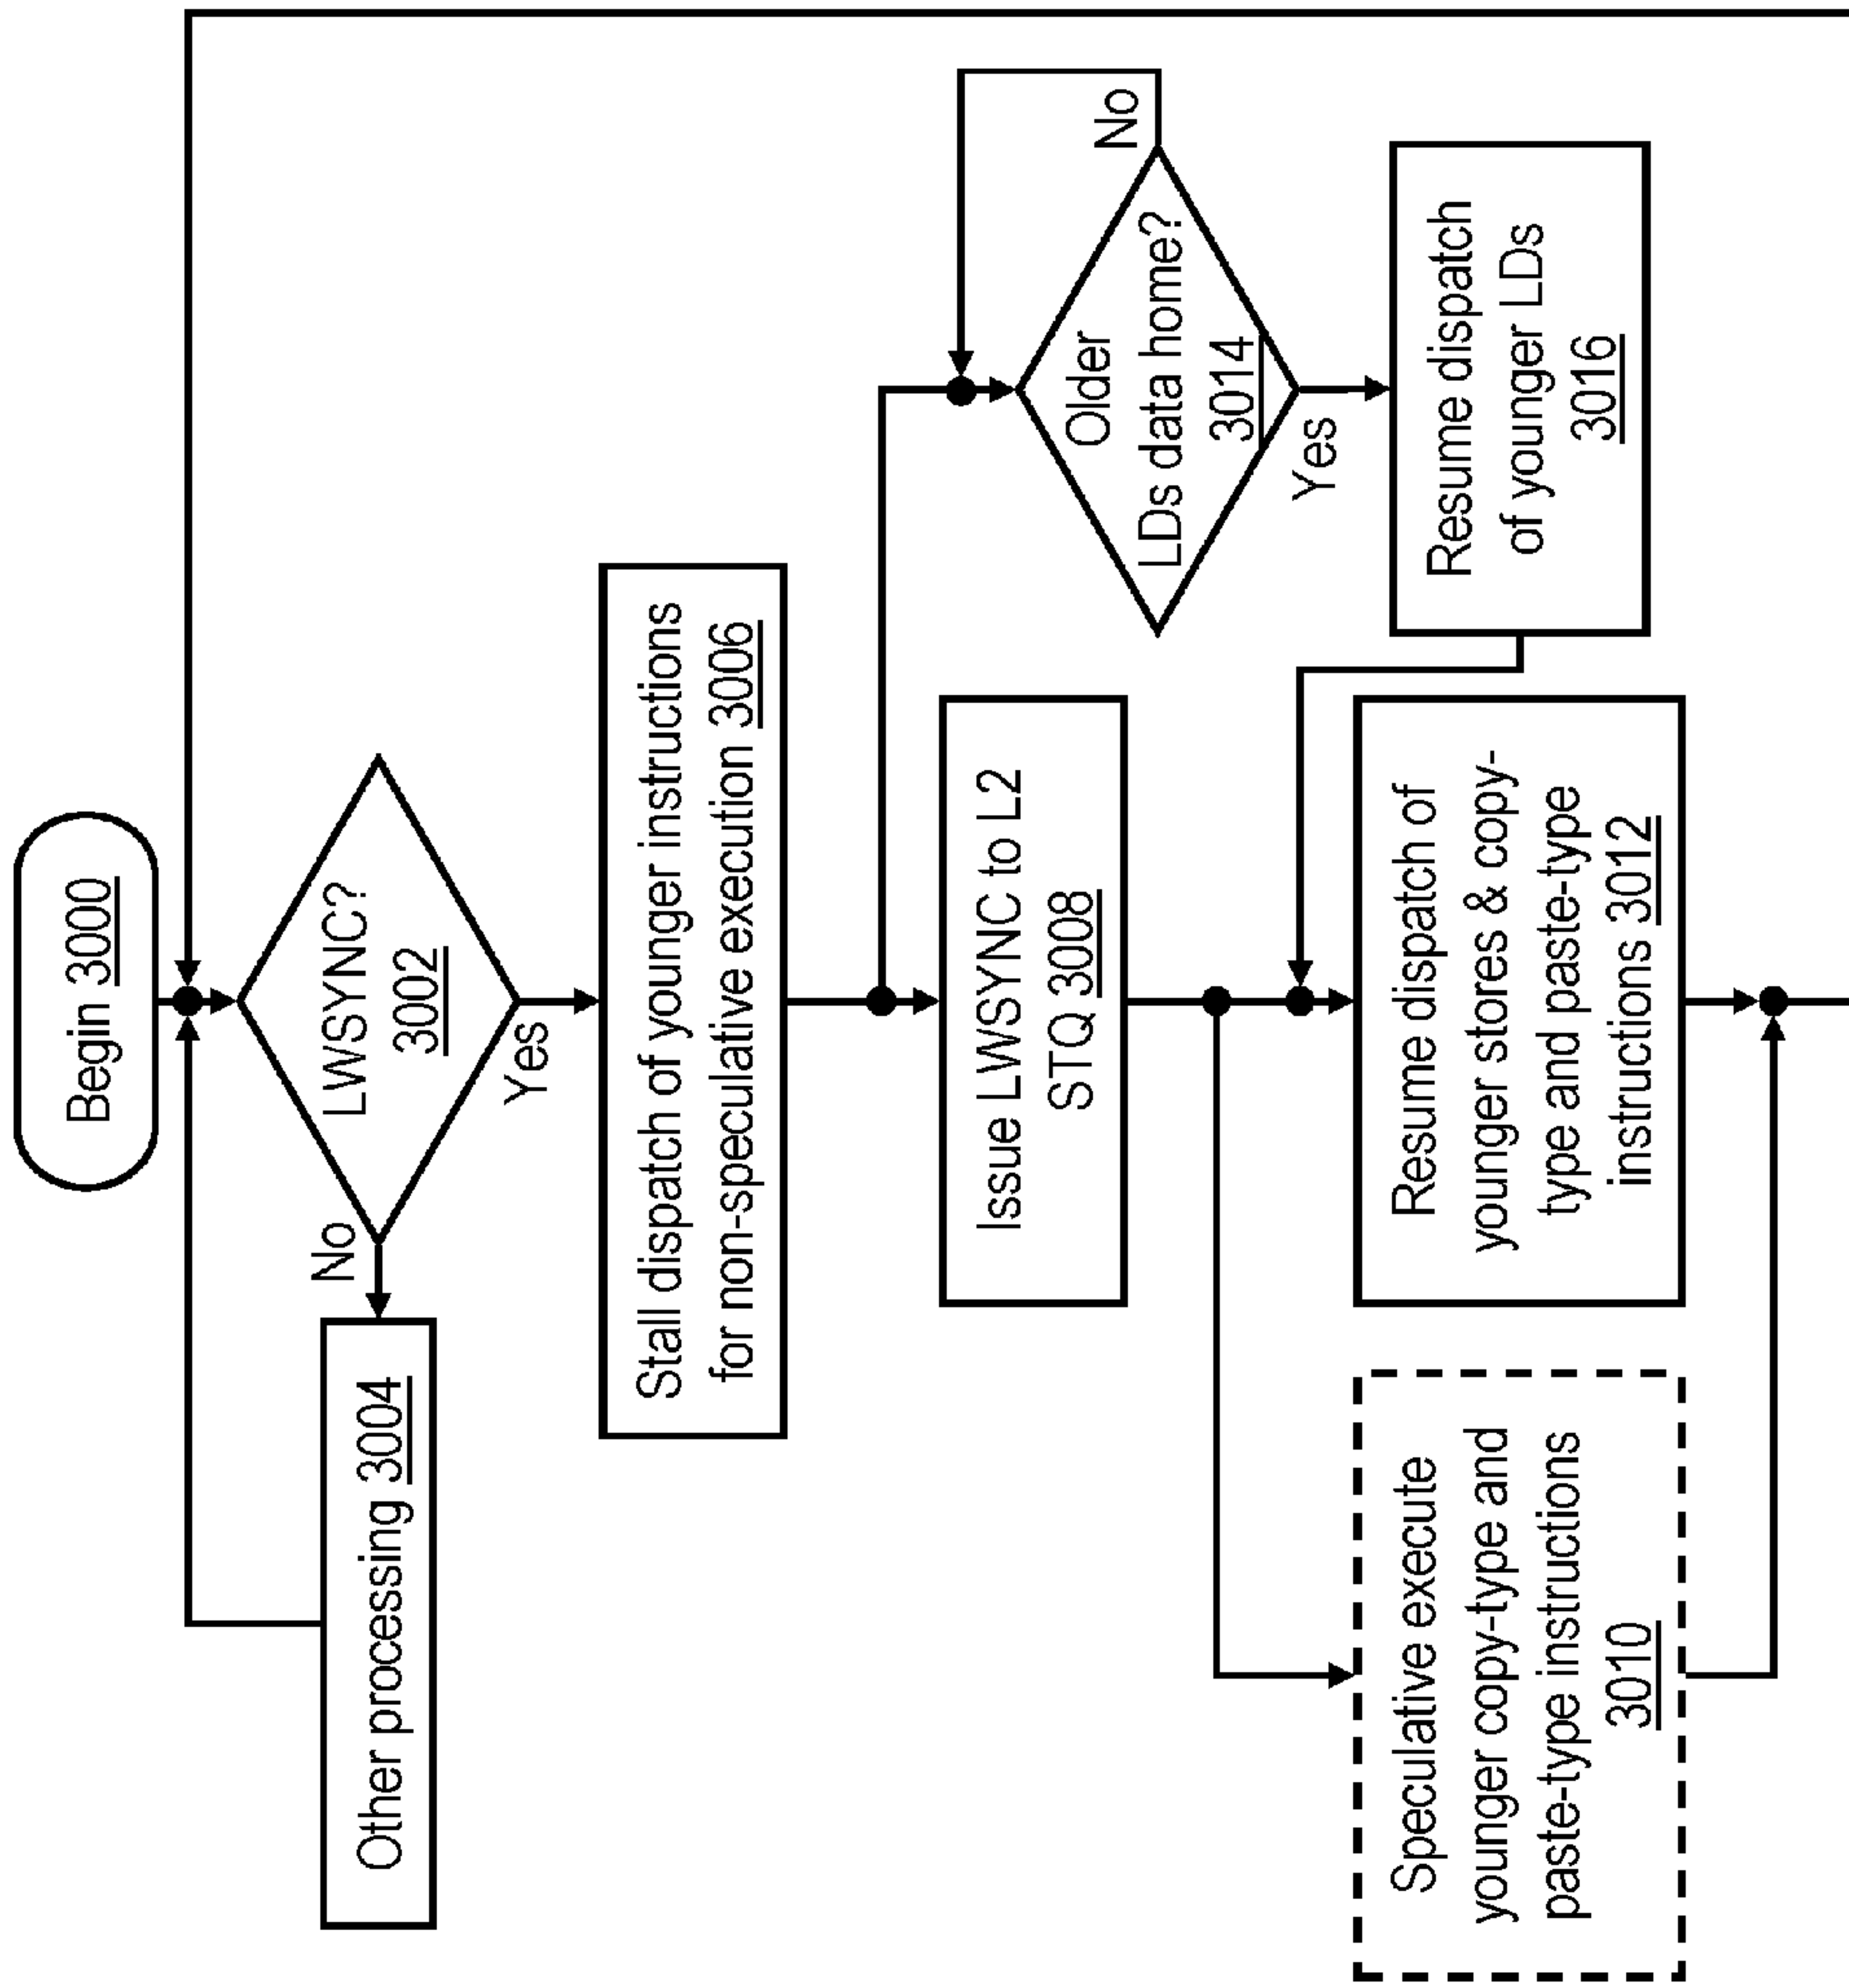 Begin 3000
LWSYNC?
3002
No
Yes
Other processing 3004
Stall dispatch of younger instructions
for non-speculative execution 3006
Issue LWSYNC to L2
STQ 3008
Older
LDs data home?
3014
No
Yes
Resume dispatch
of younger LDs
3016
Speculative execute
younger copy-type and
paste-type instructions
3010
Resume dispatch of
younger stores & copy-
type and paste-type
instructions 3012